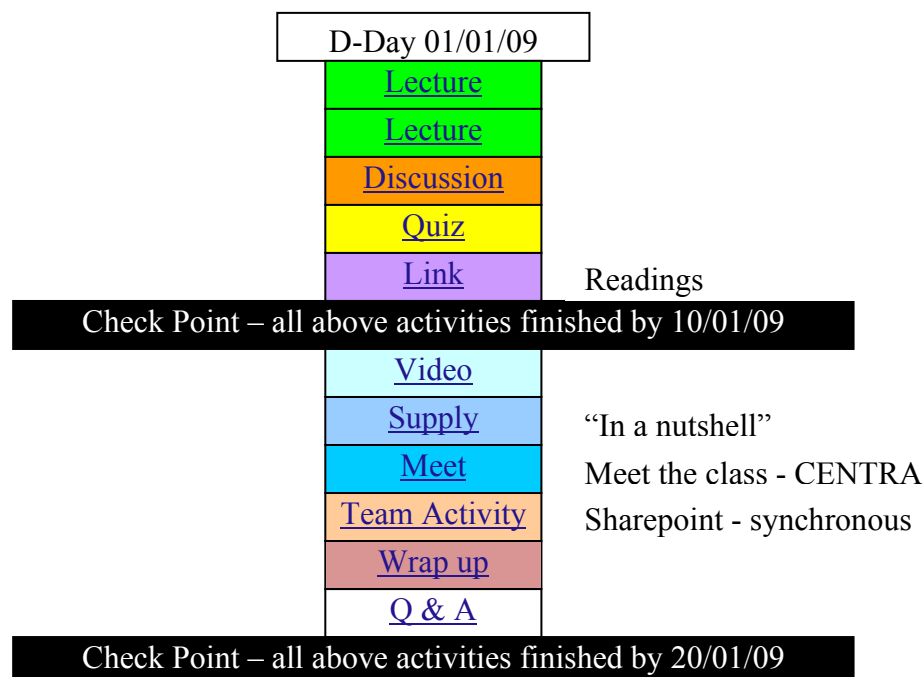 D-Day 01/01/09
Lecture
Lecture
Discussion
Quiz
Link Readings
Check Point – all above activities finished by 10/01/09
Video
Supply “In a nutshell”
Meet Meet the class - CENTRA
Team Activity Sharepoint - synchronous
Wrap up
Q & A
Check Point – all above activities finished by 20/01/09